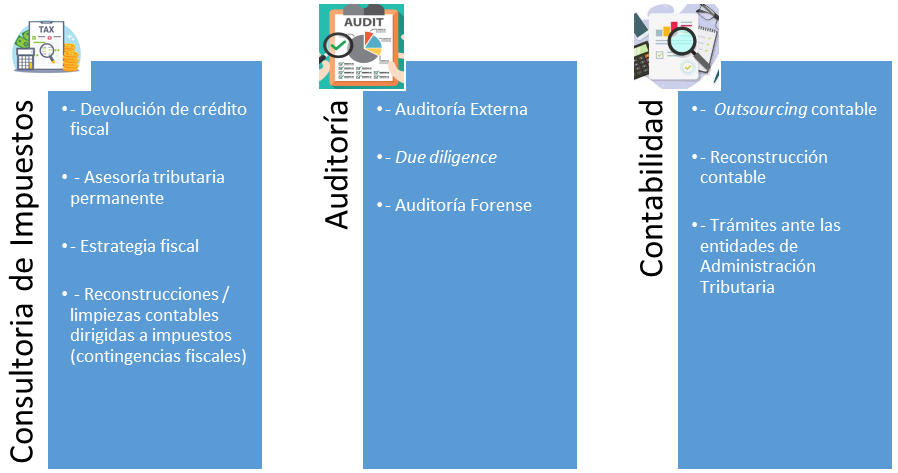 TAX
Consultoria de Impuestos
•- Devolución de crédito
fiscal
• - Asesoría tributaria
permanente
•- Estrategia fiscal
• - Reconstrucciones /
limpiezas contables
dirigidas a impuestos
(contingencias fiscales)
AUDIT
Auditoría
•- Auditoría Externa
•- Due diligence
•- Auditoría Forense
Contabilidad
•- Outsourcing contable
•- Reconstrucción
contable
•- Trámites ante las
entidades de
Administración
Tributaria